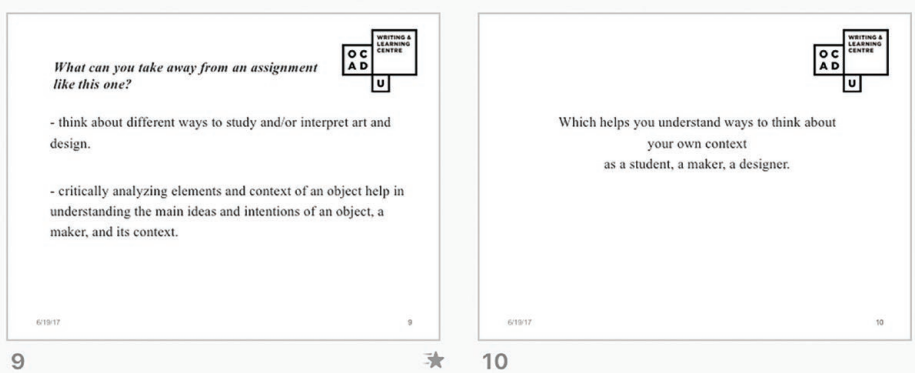 WRITING &
LEARNING
CENTRE
O C
A D
U
What can you take away from an assignment
like this one?
- think about different ways to study and/or interpret art and
design.
- critically analyzing elements and context of an object help in
understanding the main ideas and intentions of an object, a
maker, and its context.
6/19/17
9
9
WRITING &
LEARNING
CENTRE
O C
A D
U
Which helps you understand ways to think about
your own context
as a student, a maker, a designer.
6/19/17
10
10